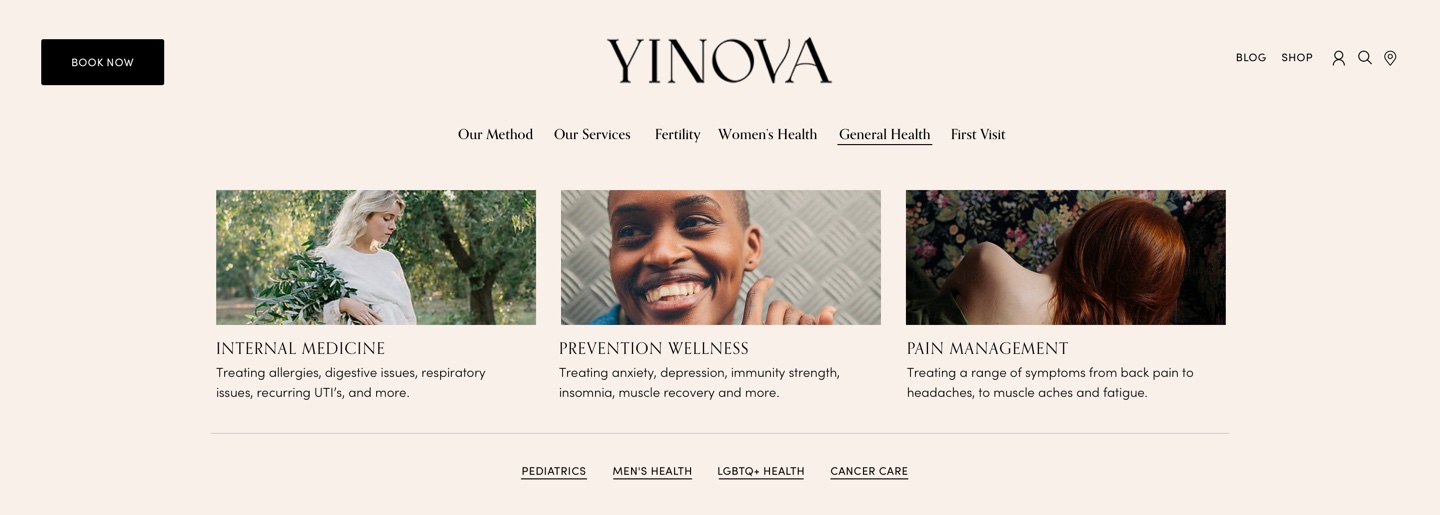 BOOK NOW
YINOVA
BLOG SHOP
Our Method Our Services Fertility Women's Health General Health First Visit
INTERNAL MEDICINE
Treating allergies, digestive issues, respiratory
issues, recurring UTI's, and more.
PREVENTION WELLNESS
Treating anxiety, depression, immunity strength,
insomnia, muscle recovery and more.
PAIN MANAGEMENT
Treating a range of symptoms from back pain to
headaches, to muscle aches and fatigue.
PEDIATRICS MEN'S HEALTH LGBTQ+ HEALTH CANCER CARE